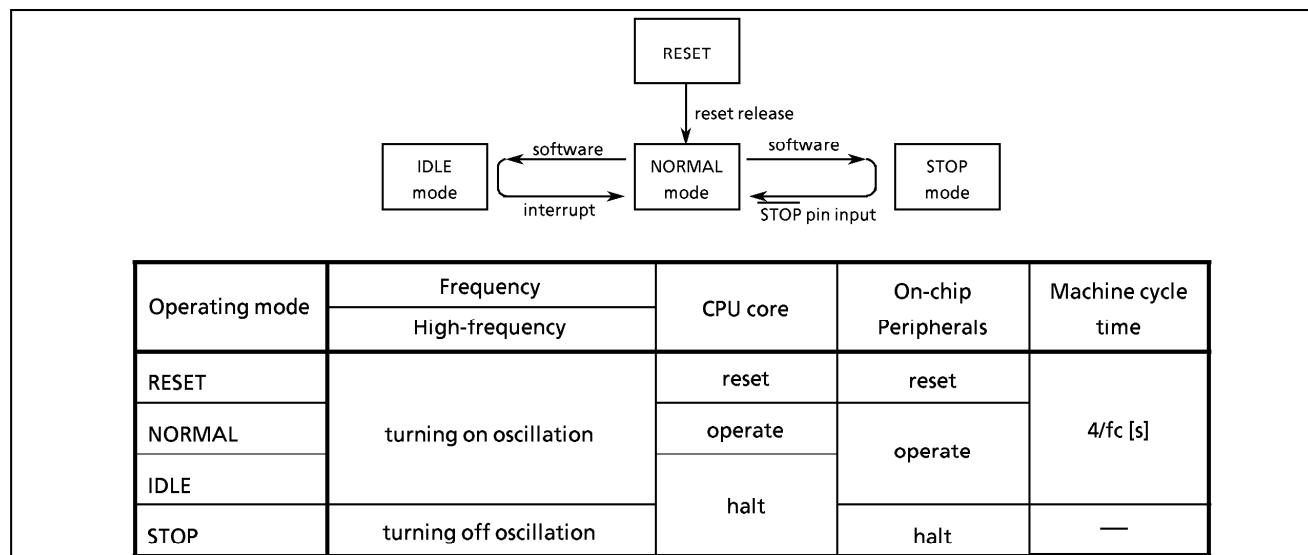 RESET
reset release
software
software
IDLE
mode
NORMAL
mode
STOP
mode
interrupt
STOP pin input
Operating mode
Frequency
High-frequency
CPU core
On-chip
Peripherals
Machine cycle
time
RESET
turning on oscillation
reset
reset
4/fc [s]
NORMAL
operate
operate
IDLE
halt
STOP
turning off oscillation
halt
—